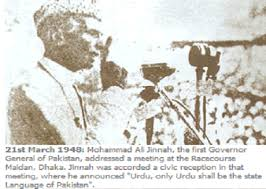 21st March 1948: Mohammad Ali Jinnah, the first Governor
General of Pakistan, addressed a meeting at the Racecourse
Maidan, Dhaka. Jinnah was accorded a civic reception in that
meeting, where he announced "Urdu, only Urdu shall be the state
Language of Pakistan".